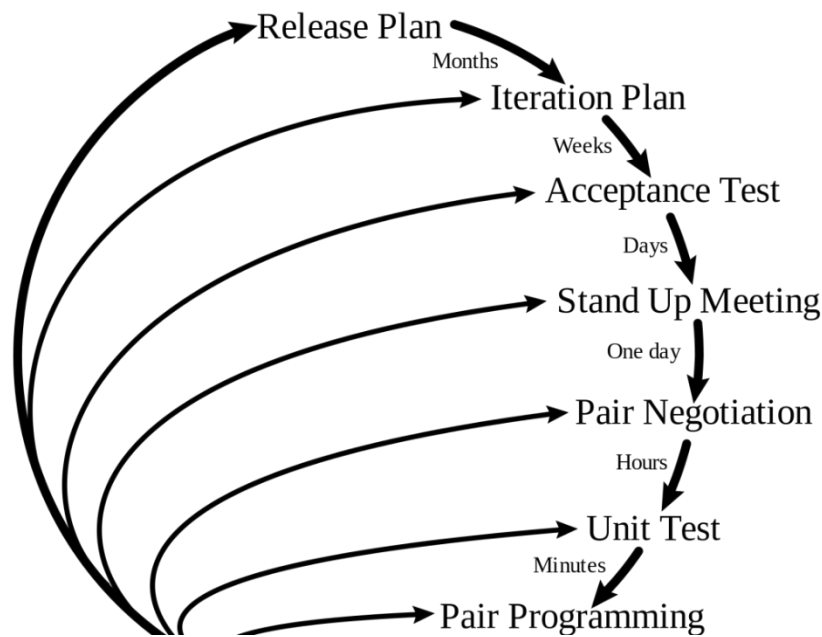 Release Plan
Months
Iteration Plan
Weeks
Acceptance Test
Days
Stand Up Meeting
One day
Pair Negotiation
Hours
Unit Test
Minutes
Pair Programming